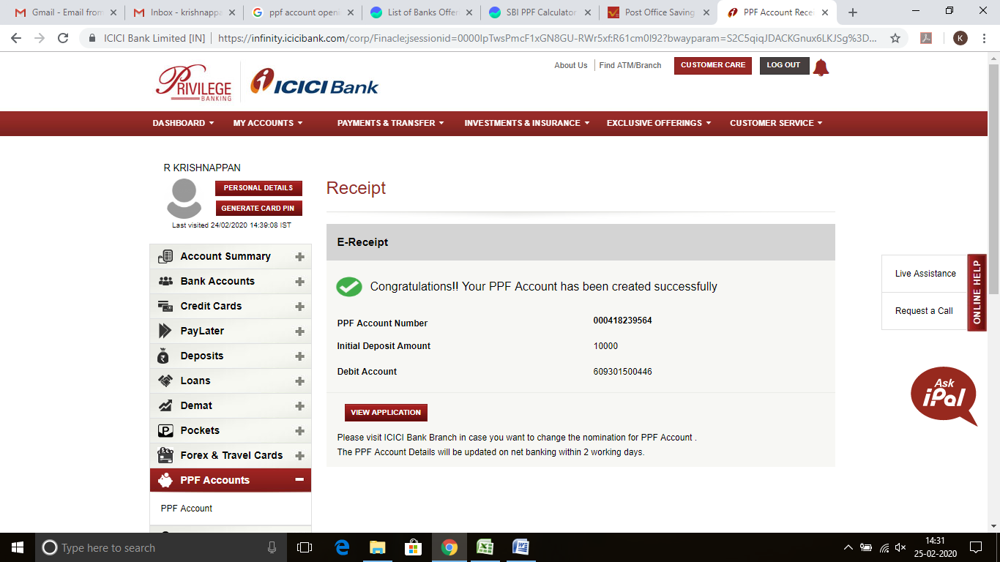 Gmail - Email from
Inbox - krishnappa
ppf account openi
List of Banks Offer
SBI PPF Calculator
Post Office Saving
PPF Account Recei
ICICI Bank Limited [IN]
https://infinity.icicibank.com/corp/Finacle;jsessionid=0000IpTwsPmcF1xGN8GU-RWr5xf:R61cm0I92?bwayparam=S2C5qiqJDACKGnux6LKJSg%3D...
K
PRIVILEGE
BANKING
ICICI Bank
About Us
Find ATM/Branch
CUSTOMER CARE
LOG OUT
DASHBOARD
MY ACCOUNTS
PAYMENTS & TRANSFER
INVESTMENTS & INSURANCE
EXCLUSIVE OFFERINGS
CUSTOMER SERVICE
R KRISHNAPPAN
PERSONAL DETAILS
GENERATE CARD PIN
Last visited 24/02/2020 14:39:08 IST
Account Summary
Bank Accounts
Credit Cards
PayLater
Deposits
Loans
Demat
Pockets
Forex & Travel Cards
PPF Accounts
PPF Account
Receipt
E-Receipt
Congratulations!! Your PPF Account has been created successfully
PPF Account Number 000418239564
Initial Deposit Amount 10000
Debit Account 609301500446
VIEW APPLICATION
Please visit ICICI Bank Branch in case you want to change the nomination for PPF Account .
The PPF Account Details will be updated on net banking within 2 working days.
Live Assistance
Request a Call
ONLINE HELP
Ask
iPal
Type here to search
14:31
25-02-2020